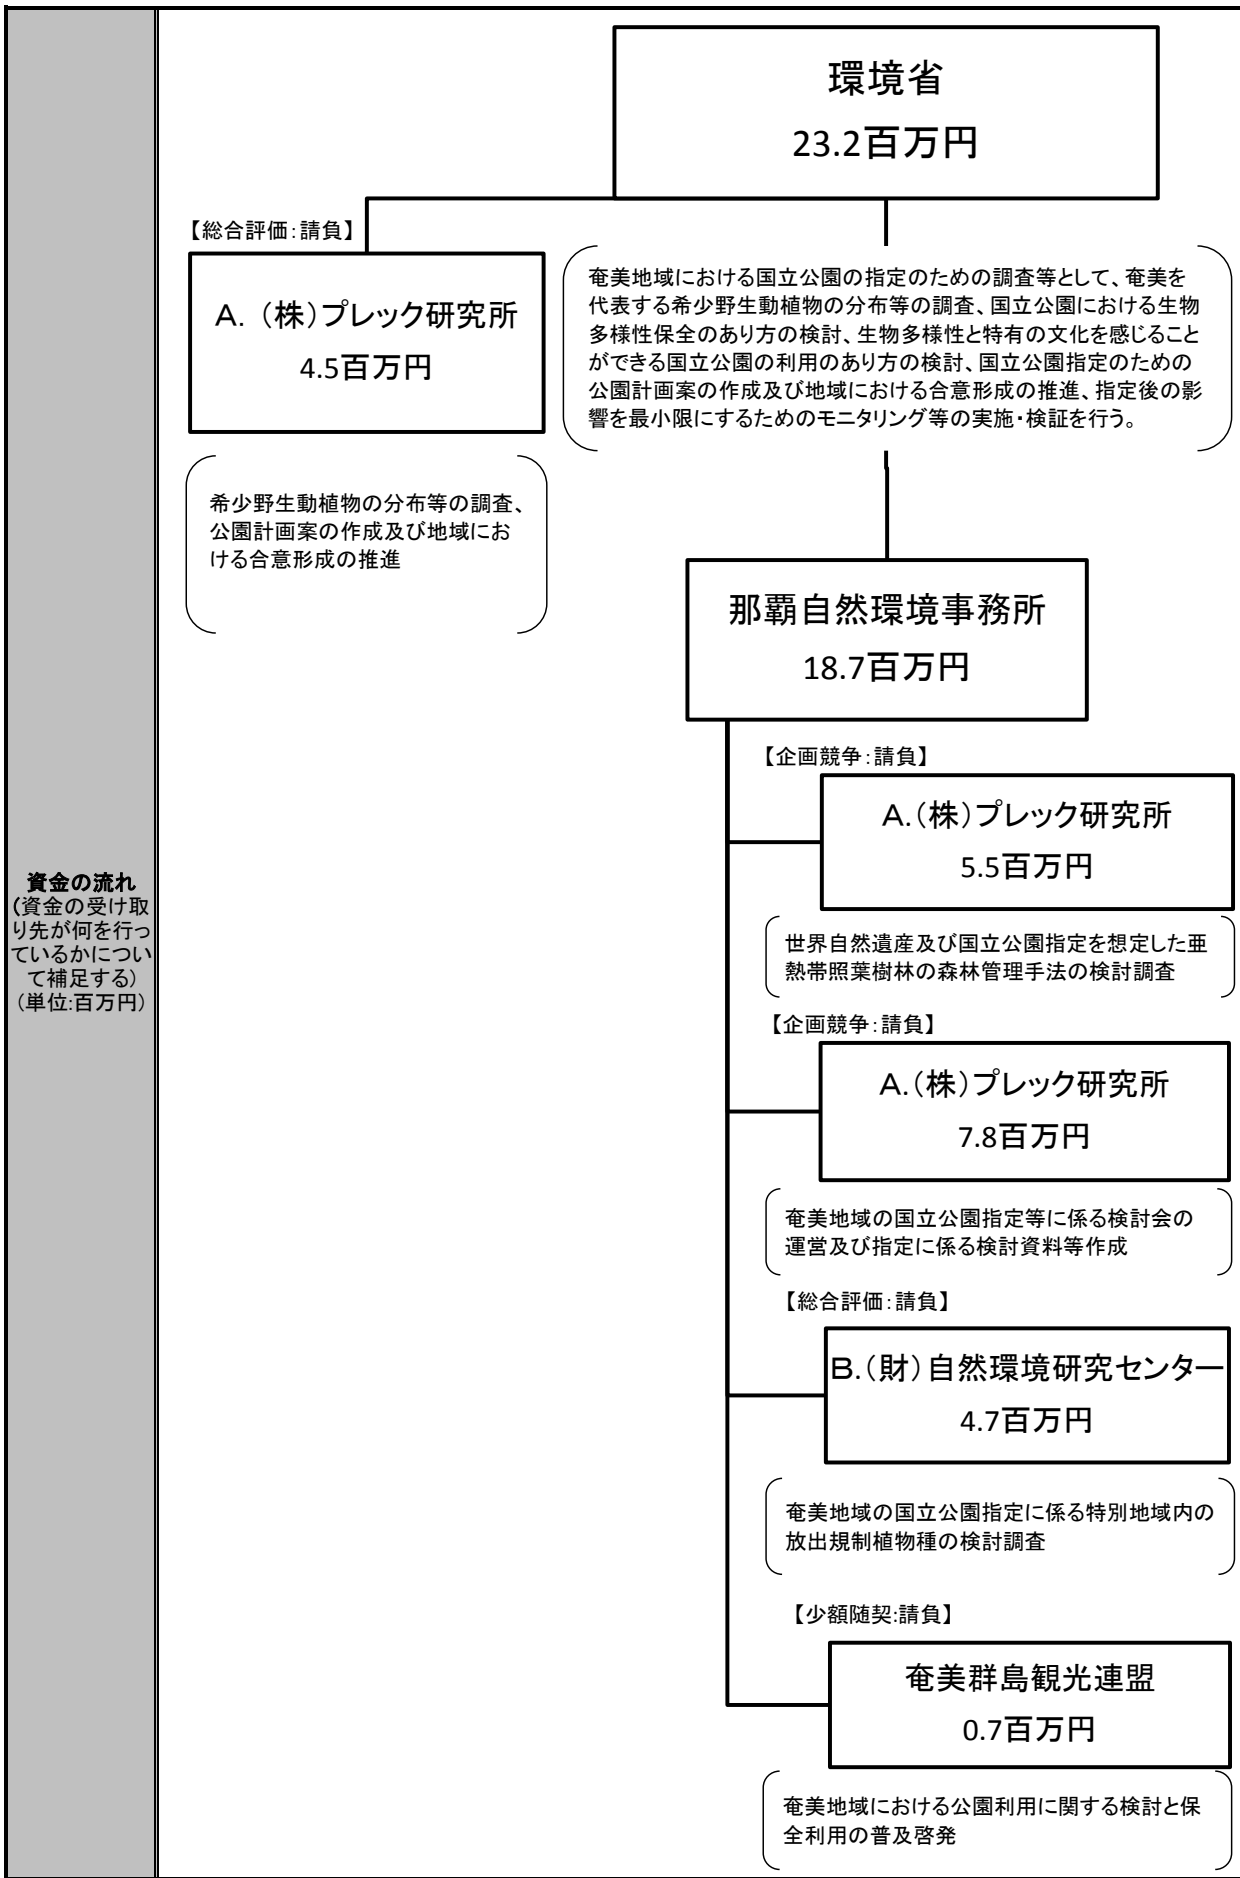 資金の流れ
(資金の受け取
り先が何を行っ
ているかについ
て補足する)
(単位:百万円)
環境省
23.2百万円
【総合評価:請負】
A.（株）プレック研究所
4.5百万円
希少野生動植物の分布等の調査、
公園計画案の作成及び地域にお
ける合意形成の推進
奄美地域における国立公園の指定のための調査等として、奄美を
代表する希少野生動植物の分布等の調査、国立公園における生物
多様性保全のあり方の検討、生物多様性と特有の文化を感じること
ができる国立公園の利用のあり方の検討、国立公園指定のための
公園計画案の作成及び地域における合意形成の推進、指定後の影
響を最小限にするためのモニタリング等の実施・検証を行う。
那覇自然環境事務所
18.7百万円
【企画競争:請負】
A.（株）プレック研究所
5.5百万円
世界自然遺産及び国立公園指定を想定した亜
熱帯照葉樹林の森林管理手法の検討調査
【企画競争:請負】
A.（株）プレック研究所
7.8百万円
奄美地域の国立公園指定等に係る検討会の
運営及び指定に係る検討資料等作成
【総合評価:請負】
B.（財）自然環境研究センター
4.7百万円
奄美地域の国立公園指定に係る特別地域内の
放出規制植物種の検討調査
【少額随契:請負】
奄美群島観光連盟
0.7百万円
奄美地域における公園利用に関する検討と保
全利用の普及啓発